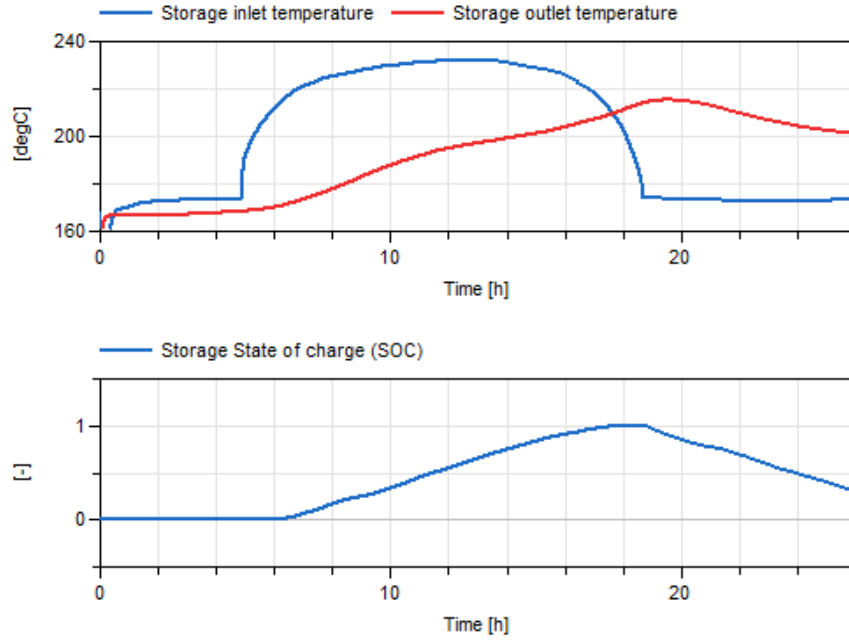 Storage inlet temperature Storage outlet temperature
240
200
160
[degC]
0 10 20
Time [h]
Storage State of charge (SOC)
1
0
[-]
0 10 20
Time [h]